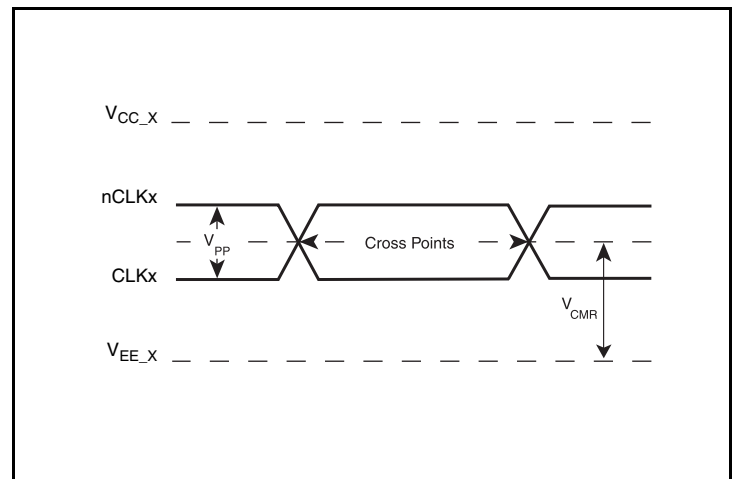 VCC_X
nCLKx
VPP
Cross Points
CLKx
VCMR
VEE_X